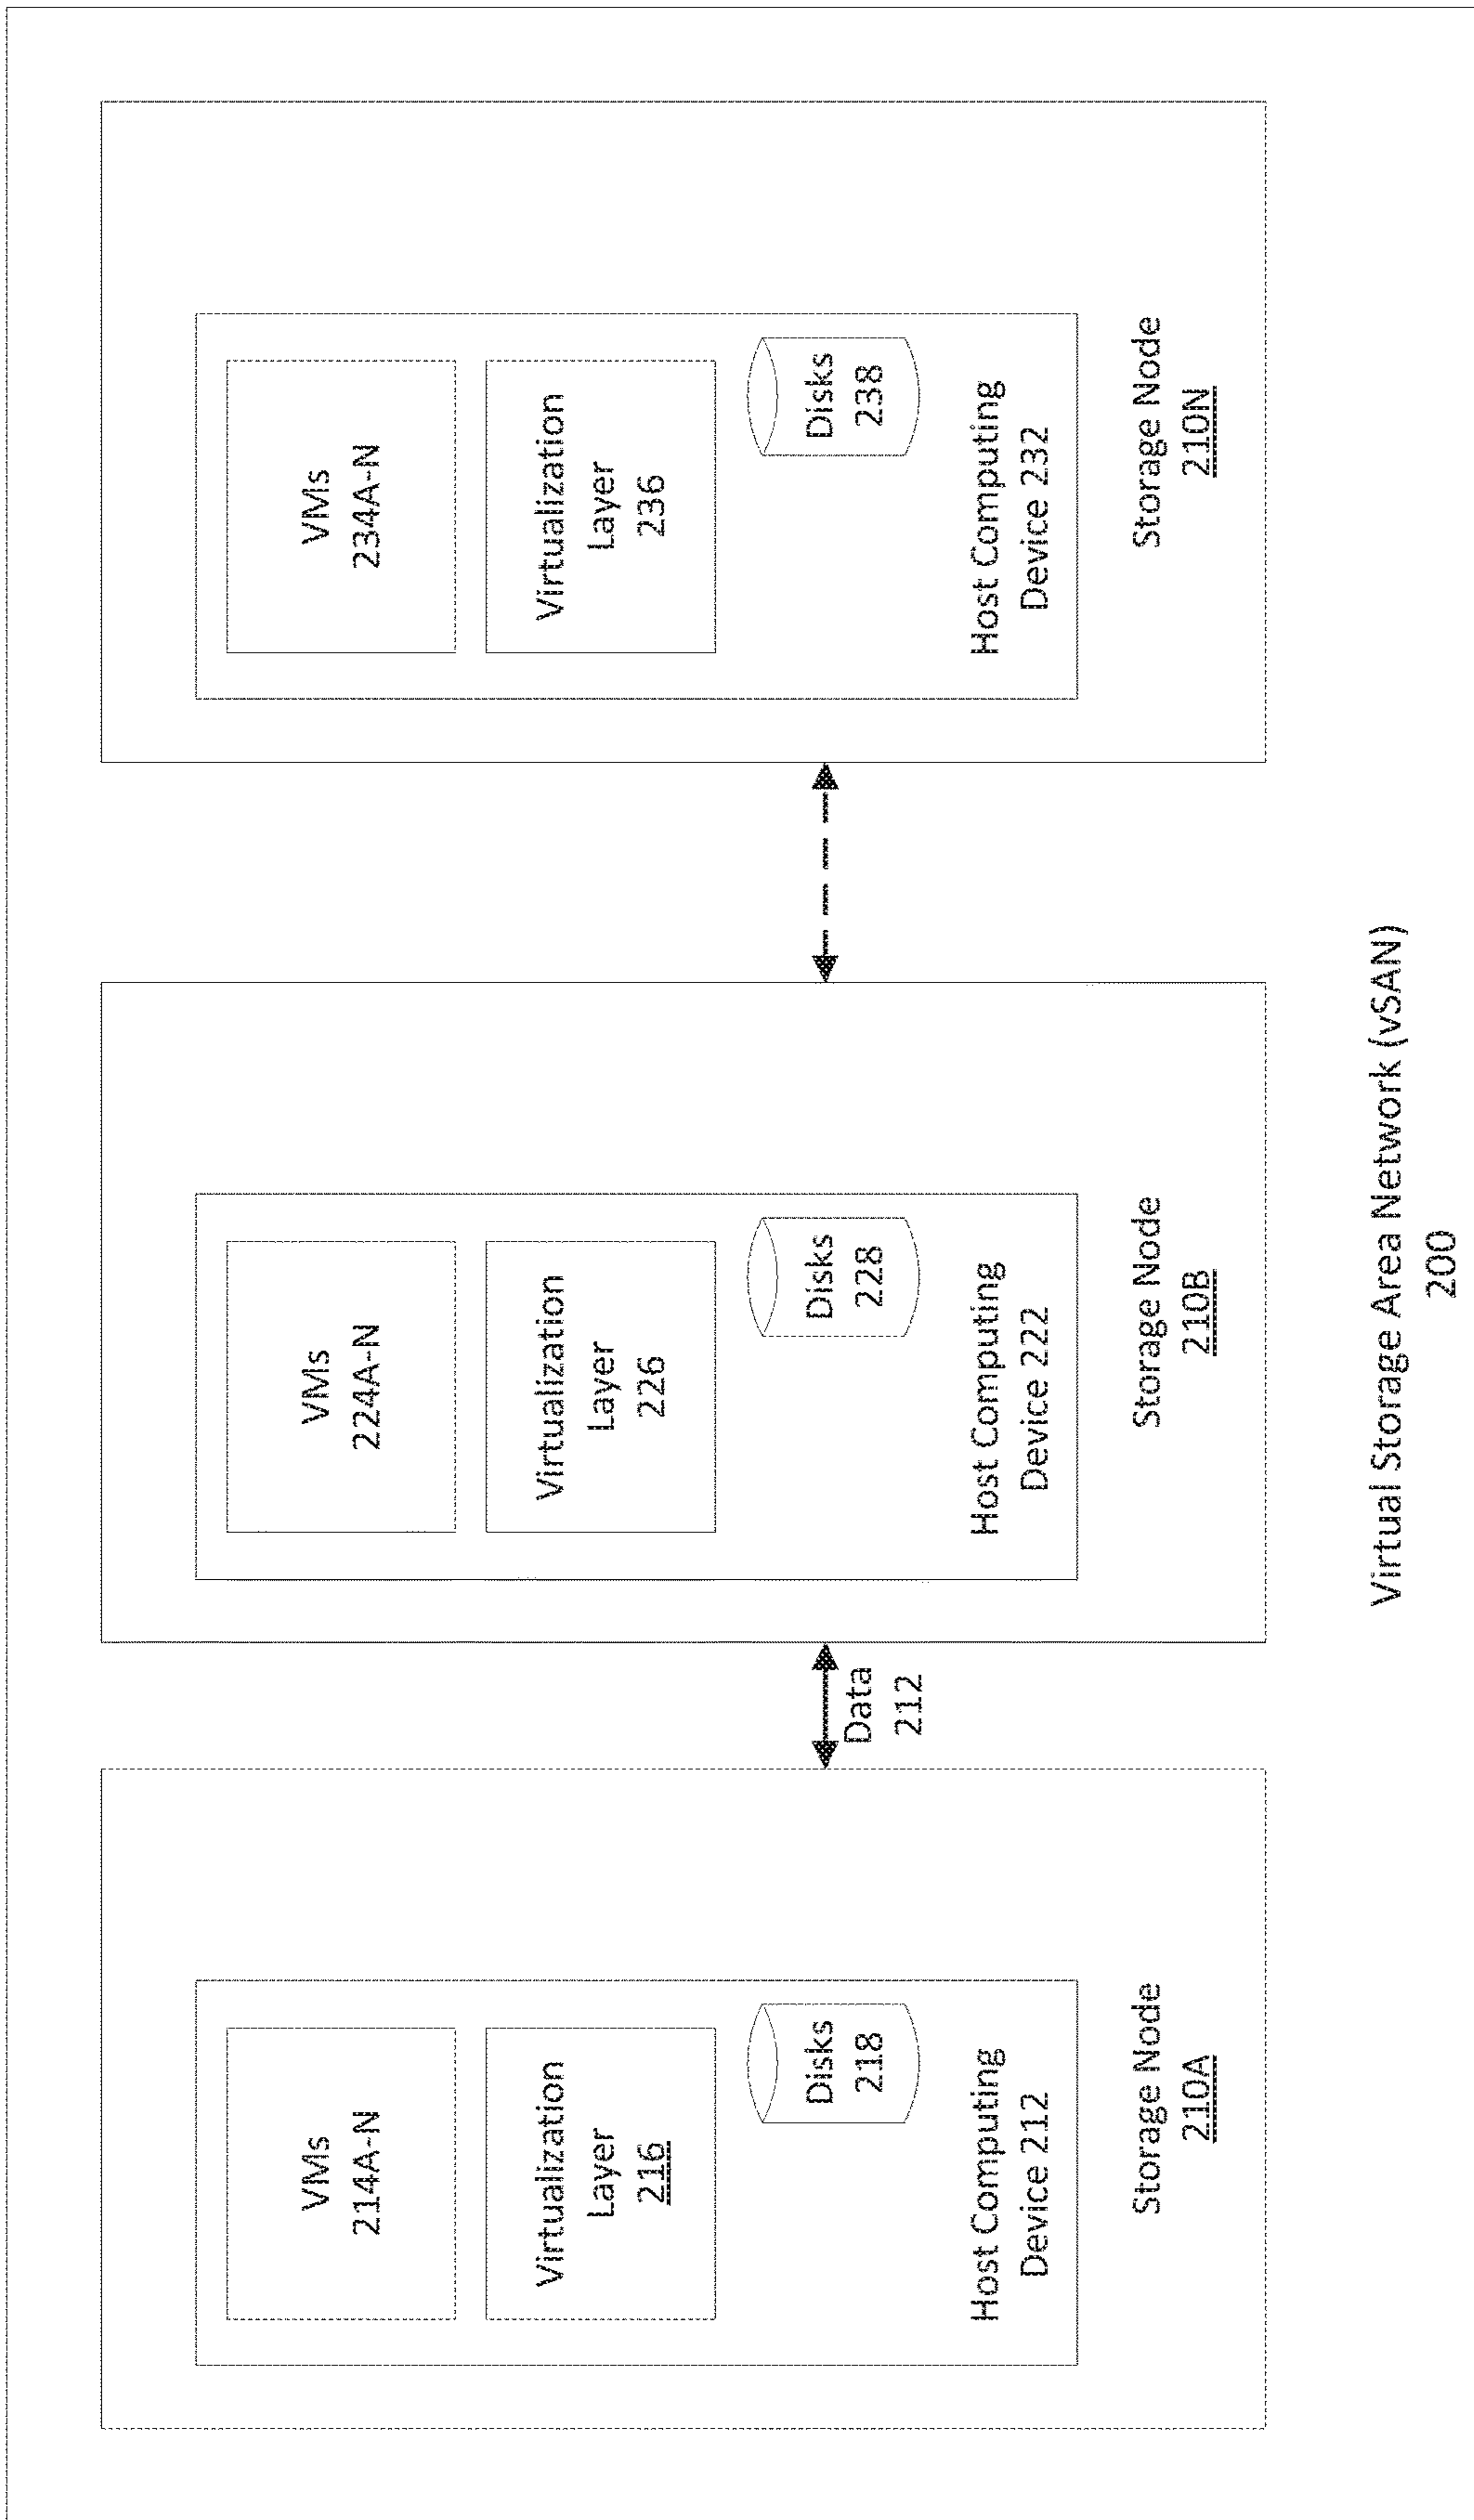 VMs
214A-N
Virtualization
Layer
216
Disks
218
Host Computing
Device 212
Storage Node
210A
Data
212
VMs
224A-N
Virtualization
Layer
226
Disks
228
Host Computing
Device 222
Storage Node
210B
VMs
234A-N
Virtualization
Layer
236
Disks
238
Host Computing
Device 232
Storage Node
210N
Virtual Storage Area Network (vSAN)
200